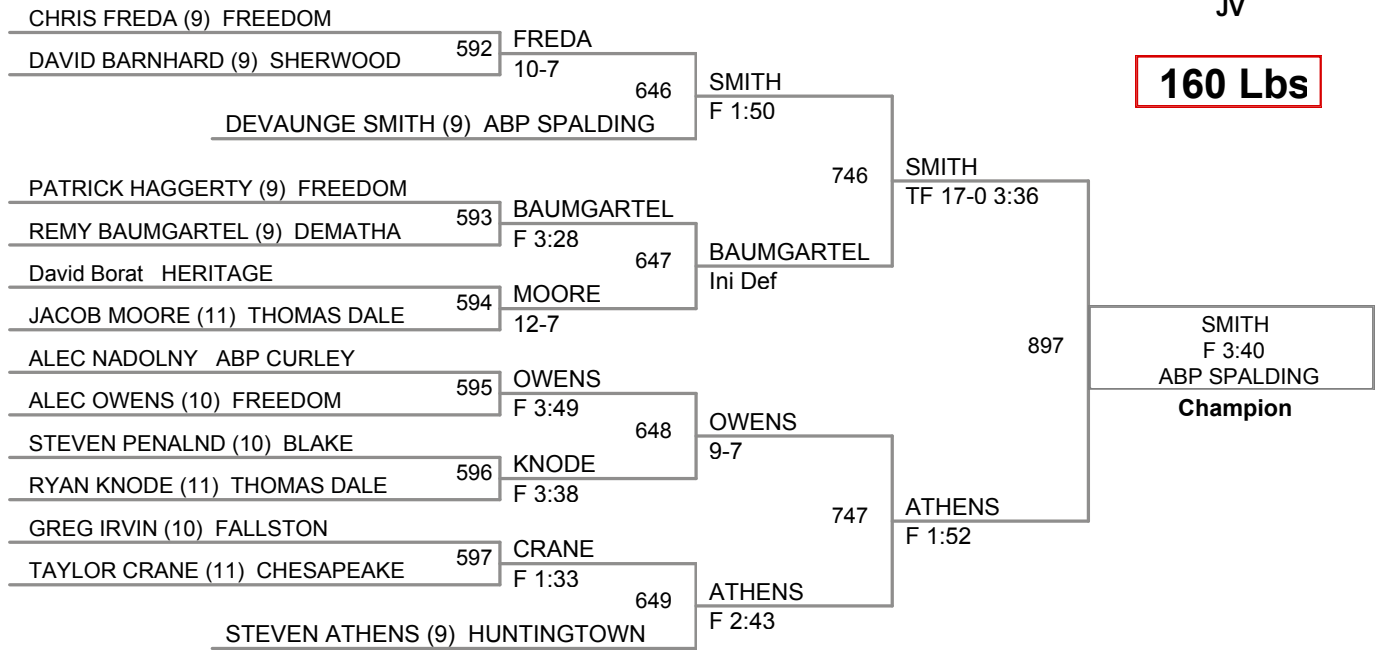 JV
160 Lbs
CHRIS FREDA (9) FREEDOM
DAVID BARNHARD (9) SHERWOOD
592
FREDA
10-7
646
DEVAUNGE SMITH (9) ABP SPALDING
SMITH
F 1:50
PATRICK HAGGERTY (9) FREEDOM
REMY BAUMGARTEL (9) DEMATHA
593
BAUMGARTEL
F 3:28
647
David Borat HERITAGE
JACOB MOORE (11) THOMAS DALE
594
MOORE
12-7
BAUMGARTEL
Ini Def
746
SMITH
TF 17-0 3:36
ALEC NADOLNY ABP CURLEY
ALEC OWENS (10) FREEDOM
595
OWENS
F 3:49
648
STEVEN PENALND (10) BLAKE
RYAN KNODE (11) THOMAS DALE
596
KNODE
F 3:38
OWENS
9-7
747
GREG IRVIN (10) FALLSTON
TAYLOR CRANE (11) CHESAPEAKE
597
CRANE
F 1:33
649
STEVEN ATHENS (9) HUNTINGTOWN
ATHENS
F 2:43
ATHENS
F 1:52
897
SMITH
F 3:40
ABP SPALDING
Champion